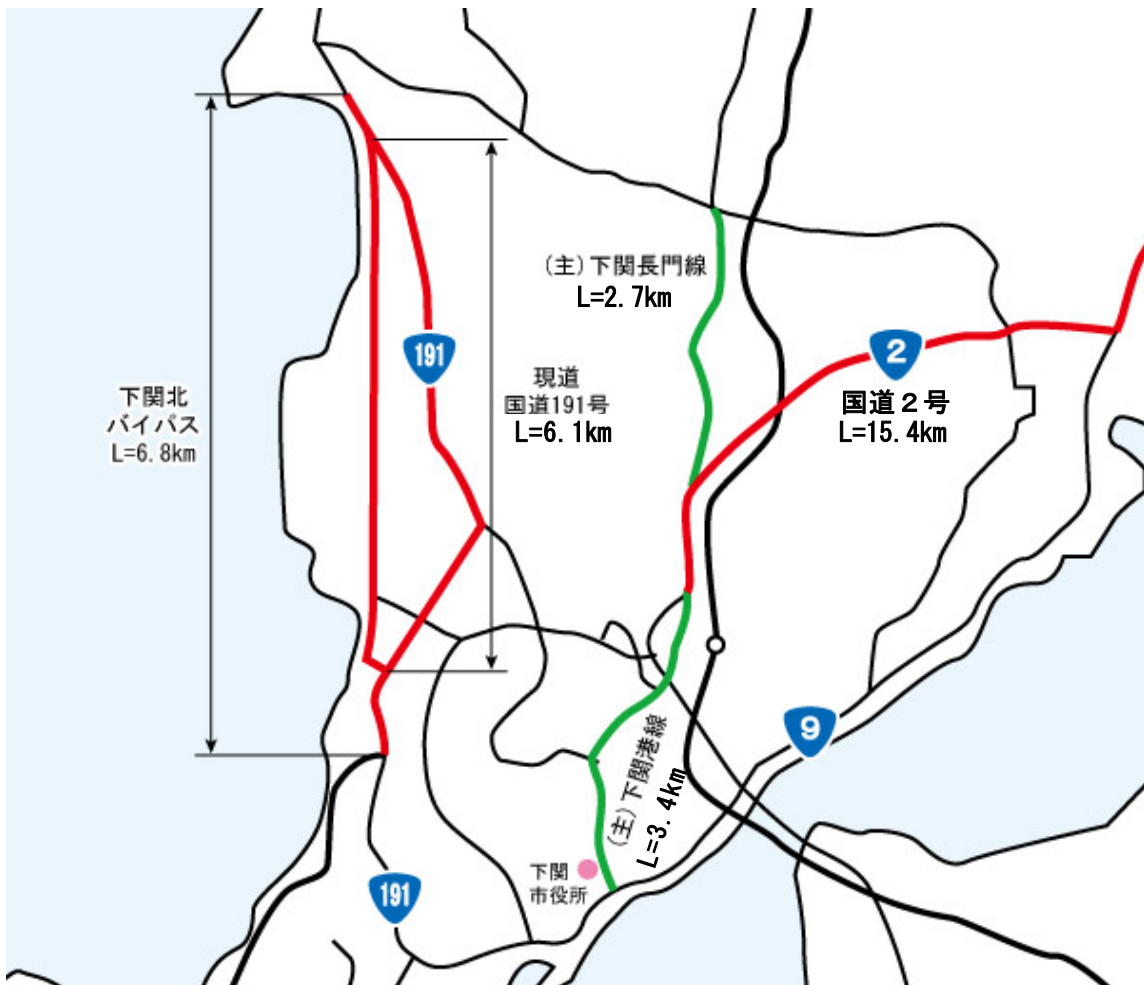 (主)下関長門線
L=2.7km
191
2
現道
国道191号
L=6.1km
下関北
バイパス
L=6.8km
国道２号
L=15.4km
9
(主)下関港線
L=3.4km
下関
市役所
191